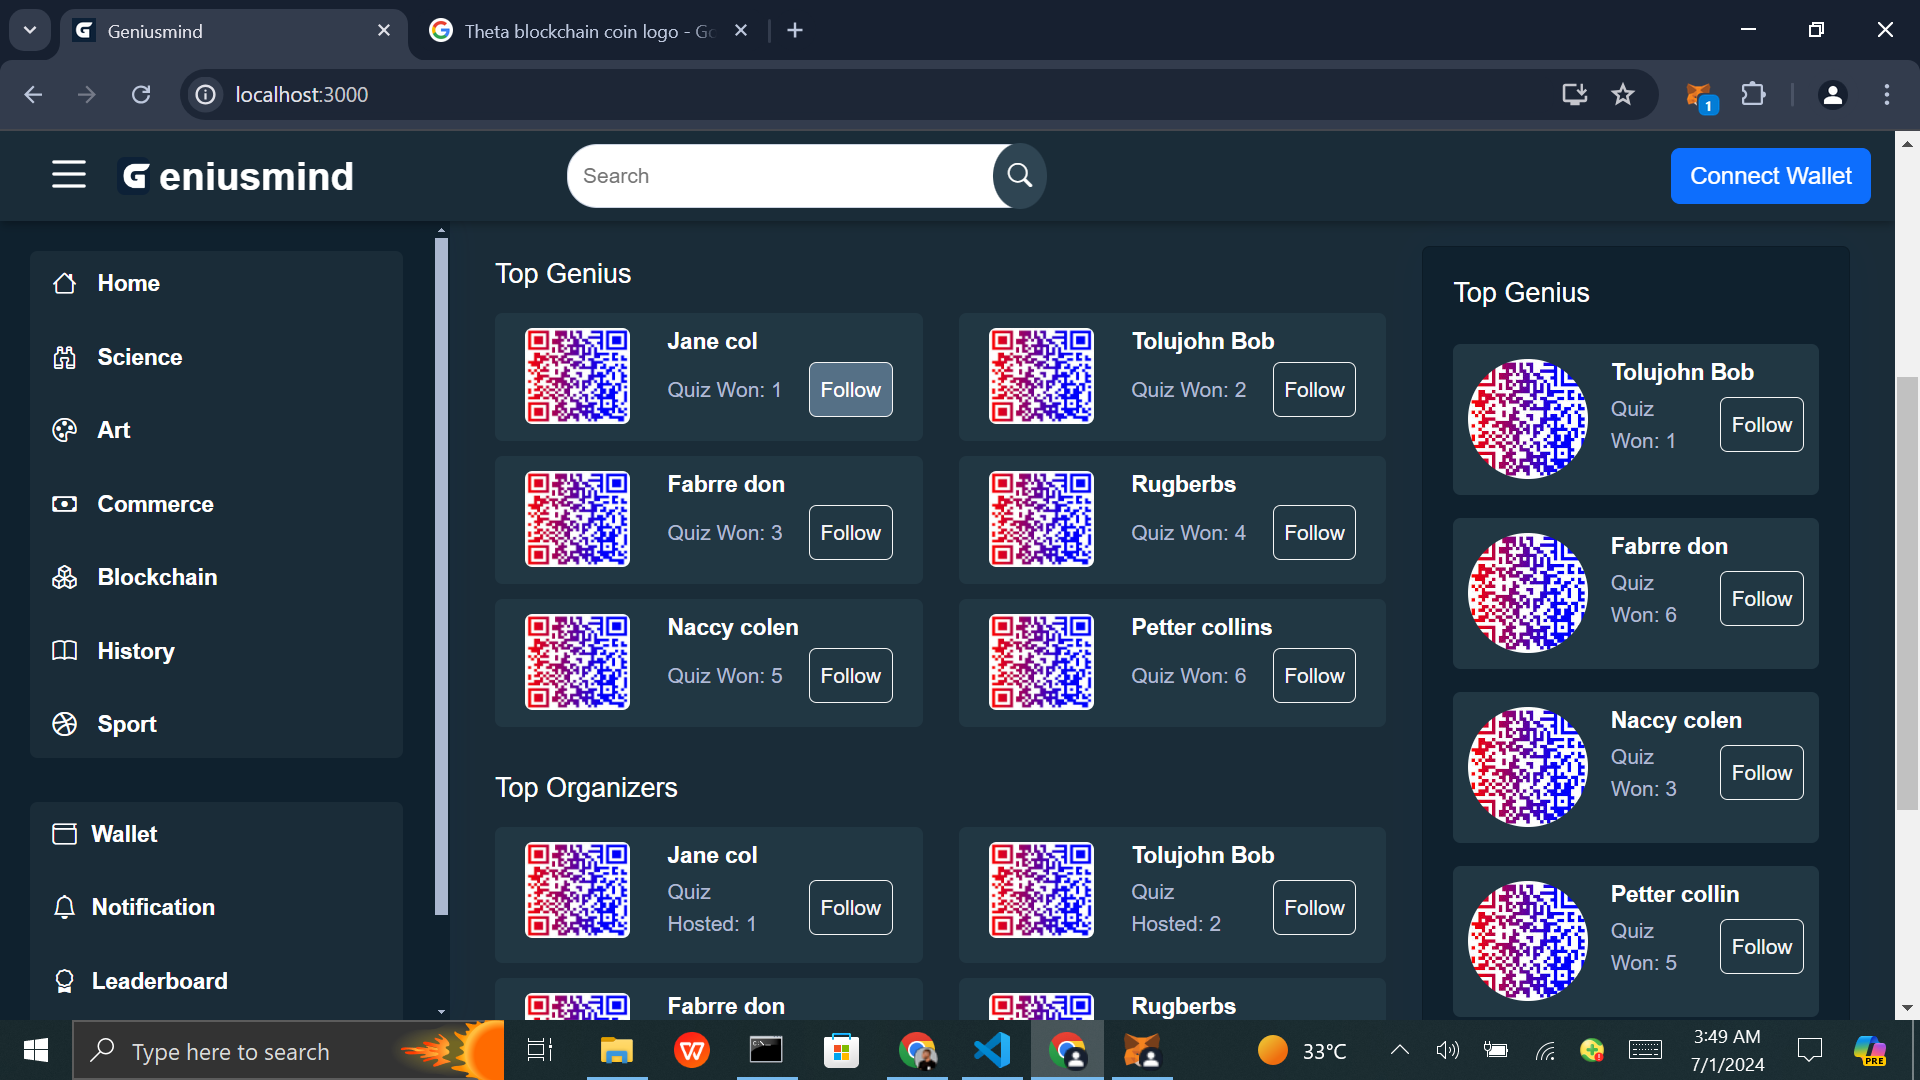 Geniusmind
Theta blockchain coin logo - Go
localhost:3000
1
G eniusmind
Search
Connect Wallet
Home
Science
Art
Commerce
Blockchain
History
Sport
Wallet
Notification
Leaderboard
Top Genius
Jane col
Quiz Won: 1
Follow
Tolujohn Bob
Quiz Won: 2
Follow
Fabrre don
Quiz Won: 3
Follow
Rugberbs
Quiz Won: 4
Follow
Naccy colen
Quiz Won: 5
Follow
Petter collins
Quiz Won: 6
Follow
Top Organizers
Jane col
Quiz
Hosted: 1
Follow
Tolujohn Bob
Quiz
Hosted: 2
Follow
Fabrre don
Rugberbs
Top Genius
Tolujohn Bob
Quiz
Won: 1
Follow
Fabrre don
Quiz
Won: 6
Follow
Naccy colen
Quiz
Won: 3
Follow
Petter collin
Quiz
Won: 5
Follow
Type here to search
33°C
3:49 AM
7/1/2024
PRE